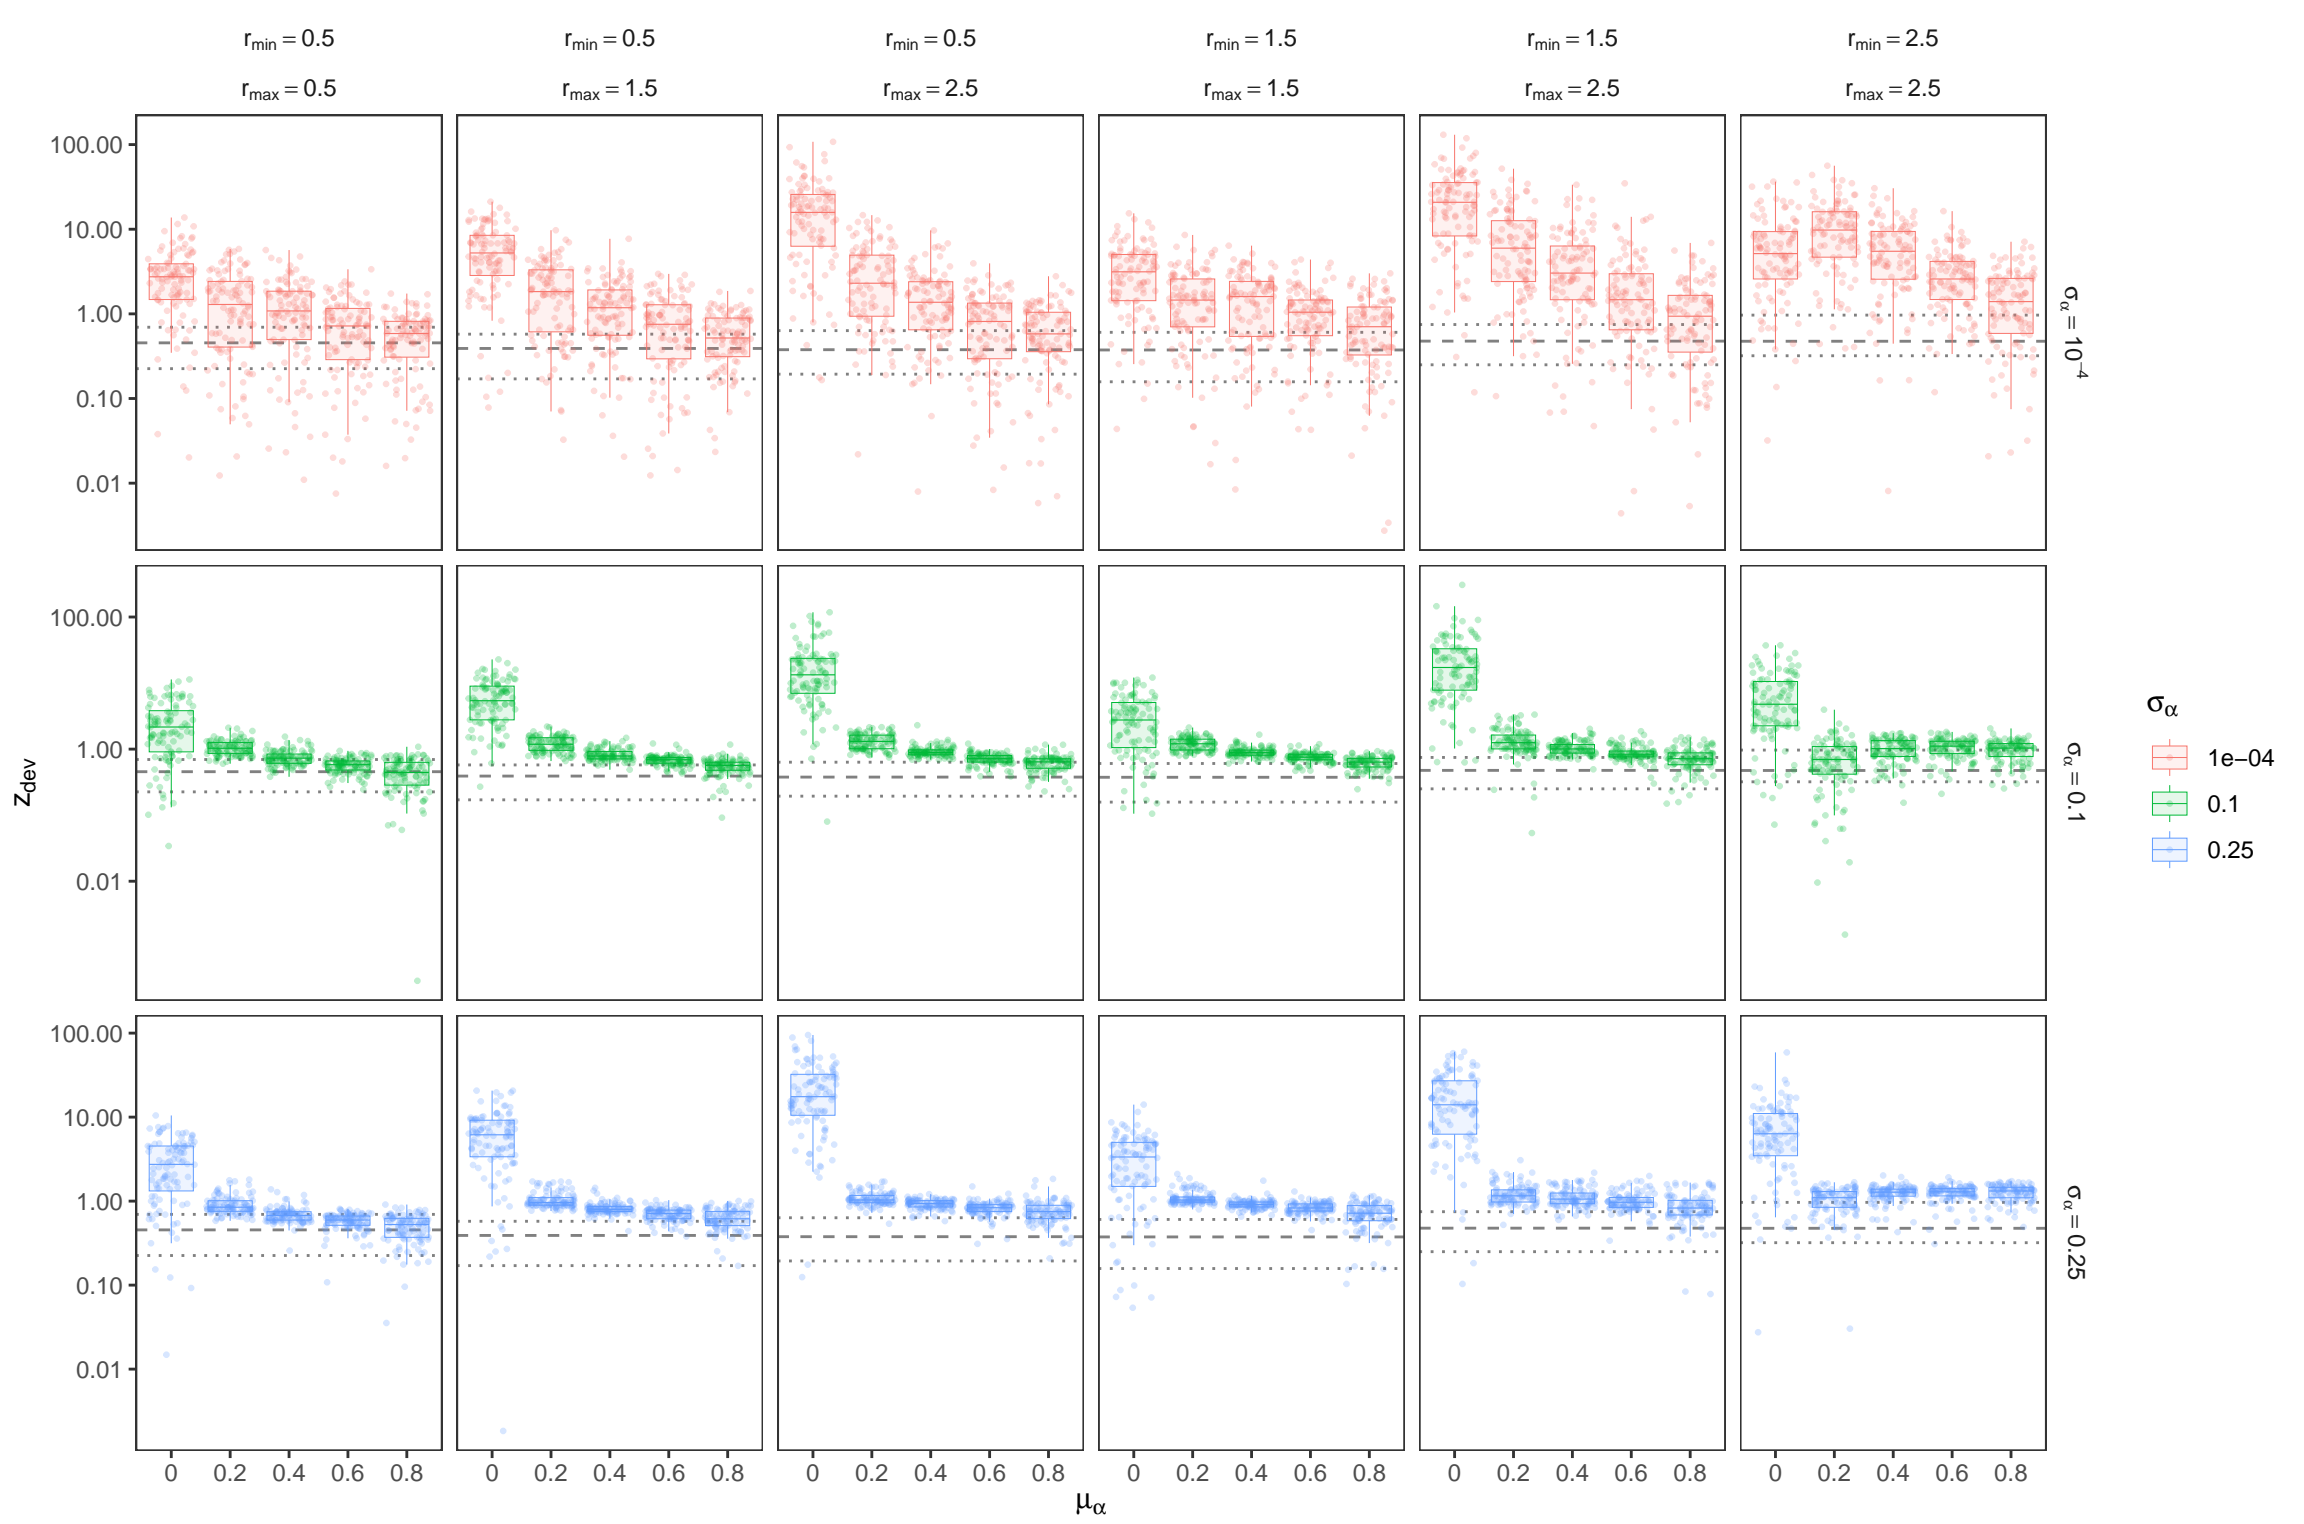 r_min = 0.5 r_min = 0.5 r_min = 0.5 r_min = 1.5 r_min = 1.5 r_min = 2.5
r_max = 0.5 r_max = 1.5 r_max = 2.5 r_max = 1.5 r_max = 2.5 r_max = 2.5
100.00
10.00
1.00
0.10
0.01
σ_α = 10^−4
100.00
1.00
0.01
σ_α = 0.1
100.00
10.00
1.00
0.10
0.01
σ_α = 0.25
z_dev
0 0.2 0.4 0.6 0.8 0 0.2 0.4 0.6 0.8 0 0.2 0.4 0.6 0.8 0 0.2 0.4 0.6 0.8 0 0.2 0.4 0.6 0.8 0 0.2 0.4 0.6 0.8
μ_α
σ_α
1e−04
0.1
0.25